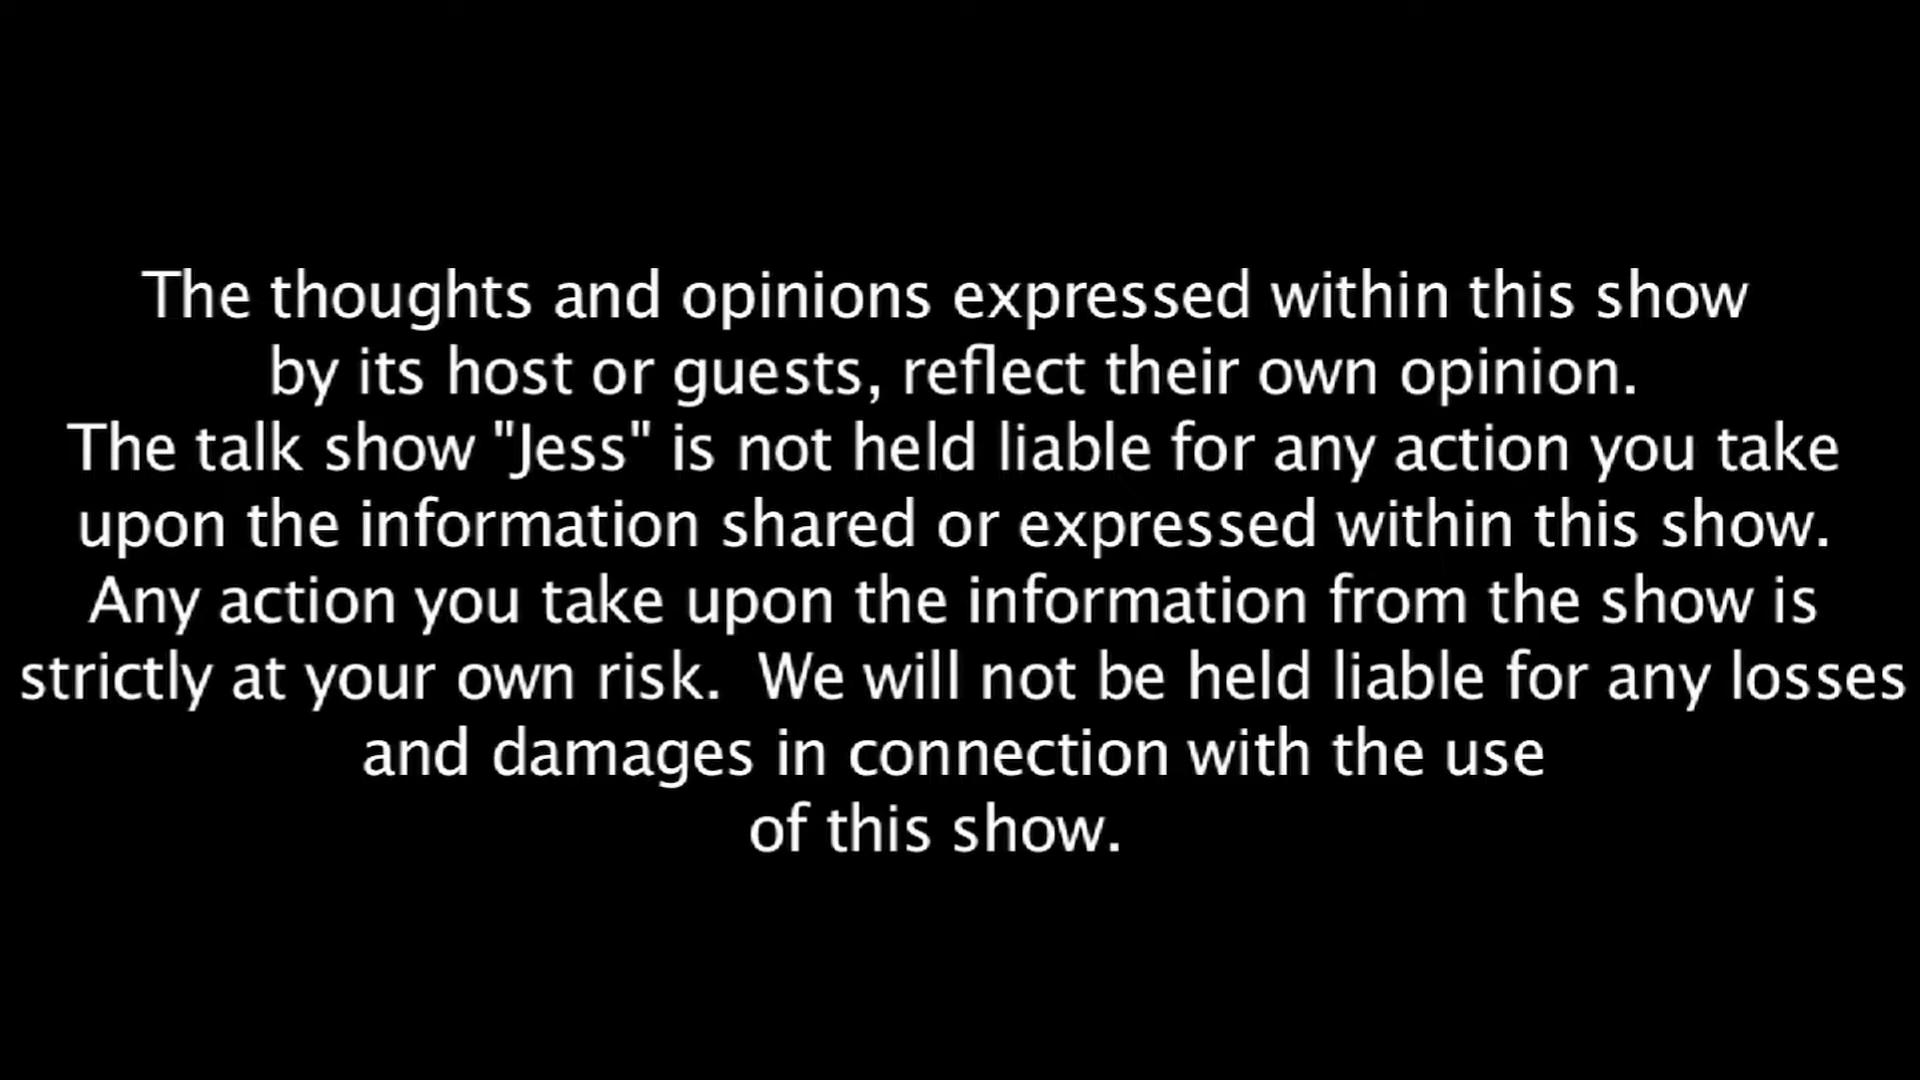 The thoughts and opinions expressed within this show
by its host or guests, reflect their own opinion.
The talk show "Jess" is not held liable for any action you take
upon the information shared or expressed within this show.
Any action you take upon the information from the show is
strictly at your own risk.  We will not be held liable for any losses
and damages in connection with the use
of this show.